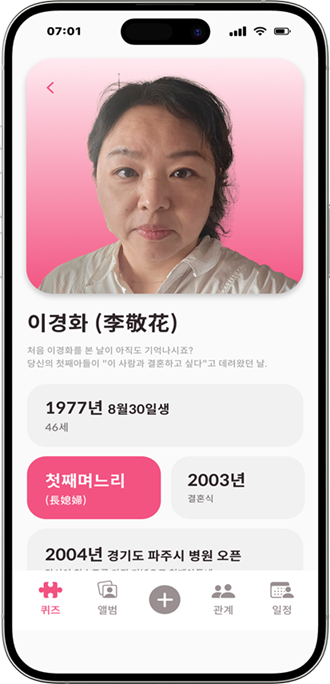 07:01
이경화 (李敬花)
처음 이경화를 본 날이 아직도 기억나시죠?
당신의 첫째아들이 "이 사람과 결혼하고 싶다"고 데려왔던 날.
1977년 8월30일생
46세
첫째며느리
(長媳婦)
2003년
결혼식
2004년 경기도 파주시 병원 오픈
퀴즈
앨범
관계
일정